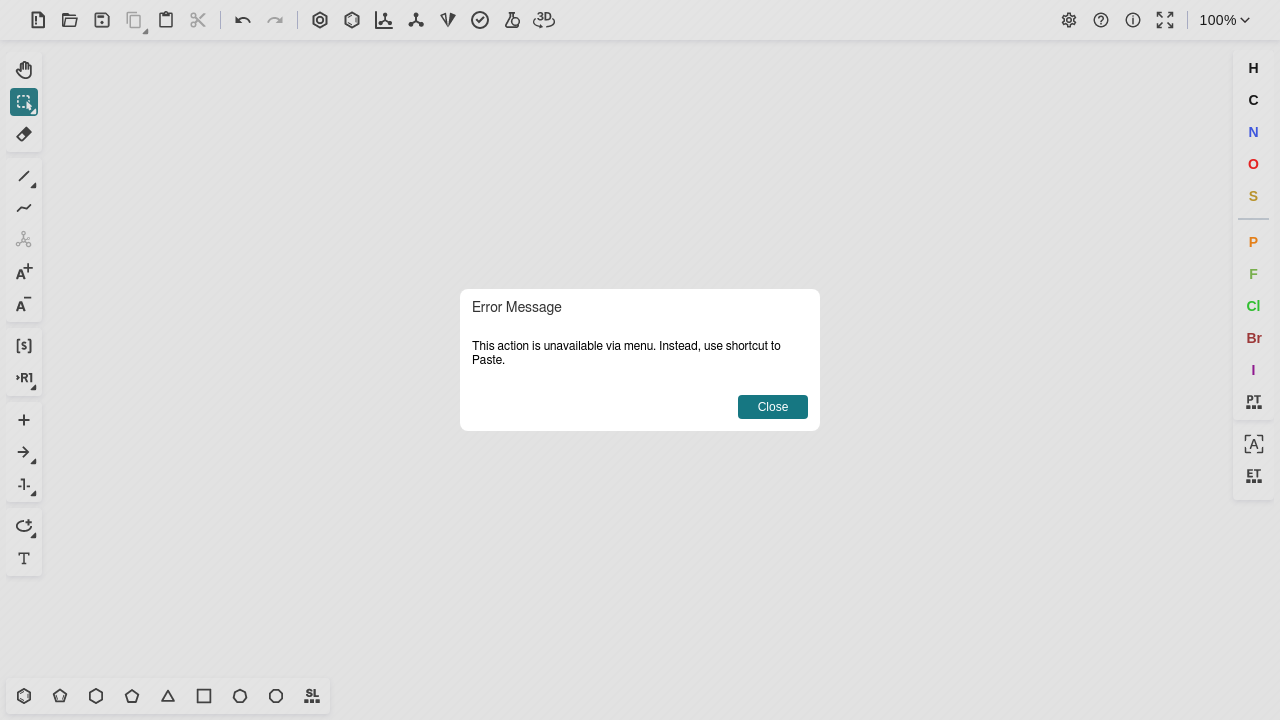 3D
100%
H
C
N
O
S
P
F
Cl
Br
I
PT
A
ET
A+
A−
[s]
R1
1
T
Error Message
This action is unavailable via menu. Instead, use shortcut to
Paste.
Close
SL